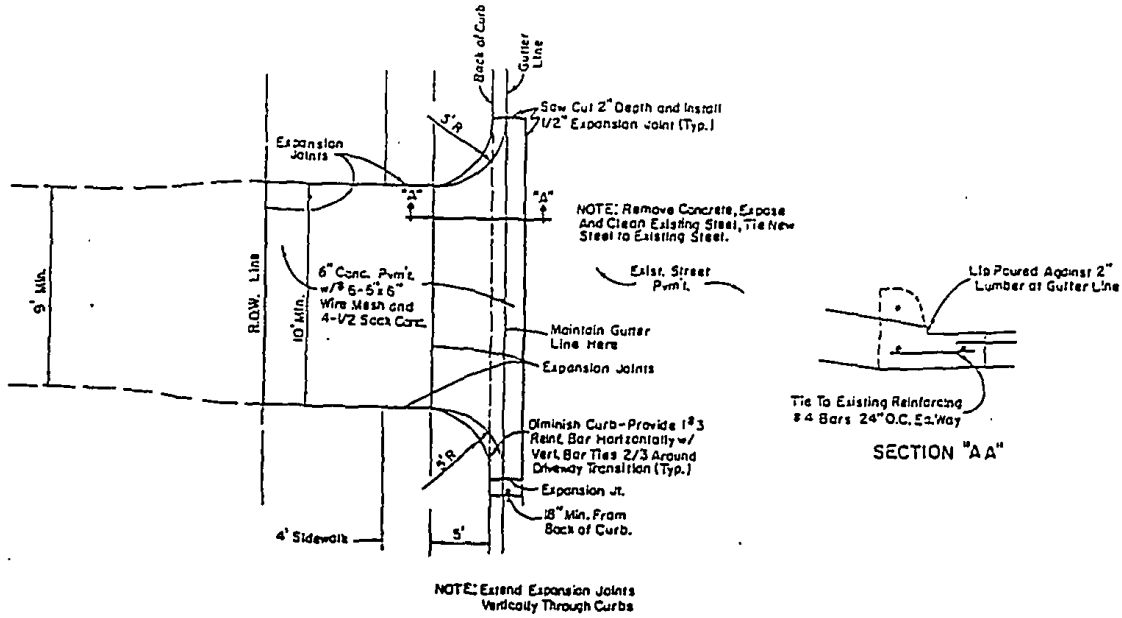 Back of Curb
Gutter
Line
Saw Cut 2" Depth and Install
1/2" Expansion Joint (Typ.)
5' R
Expansion
Joints
"A"
"A"
NOTE: Remove Concrete, Expose
And Clean Existing Steel, Tie New
Steel to Existing Steel.
Exist. Street
Pvm't.
Lip Poured Against 2"
Lumber at Gutter Line
9' Min.
R.O.W. Line
10' Min.
6" Conc. Pvm't.
Wire Mesh and
4-1/2 Sack Conc.
Maintain Gutter
Line Here
Expansion Joints
Tie To Existing Reinforcing
#4 Bars 24" O.C. Ea. Way
SECTION "AA"
Diminish Curb-Provide 1#3
Reinf. Bar Horizontally w/
Vert. Bar Ties 2/3 Around
Driveway Transition (Typ.)
5' R
Expansion Jt.
18" Min. From
Back of Curb.
4' Sidewalk
5'
NOTE: Extend Expansion Joints
Vertically Through Curbs